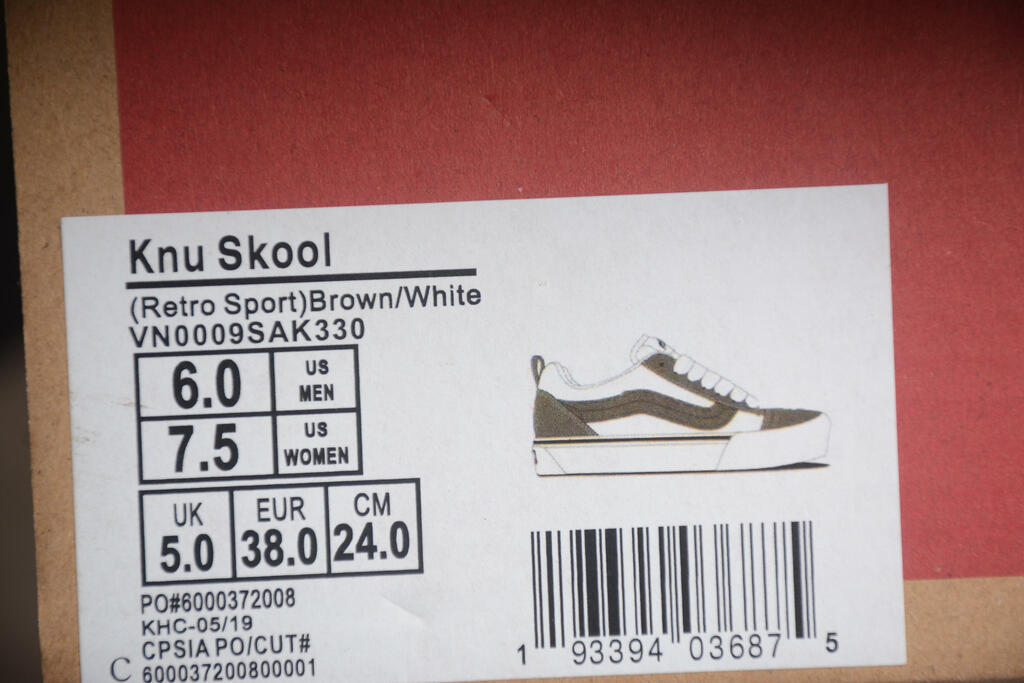 Knu Skool
(Retro Sport)Brown/White
VN0009SAK330
6.0 US MEN
7.5 US WOMEN
UK EUR CM
5.0 38.0 24.0
PO#6000372008
KHC-05/19
CPSIA PO/CUT#
C 600037200800001
1 93394 03687 5